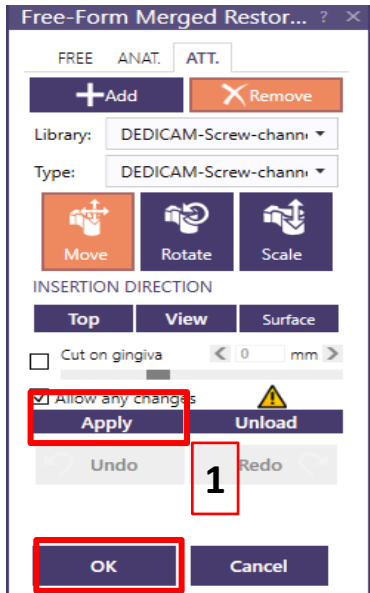 Free-Form Merged Restor... ? ×
FREE ANAT. ATT.
+Add ×Remove
Library: DEDICAM-Screw-chann
Type: DEDICAM-Screw-chann
Move Rotate Scale
INSERTION DIRECTION
Top View Surface
Cut on gingiva < 0 mm >
Allow any changes
Apply Unload
Undo 1 Redo
OK Cancel